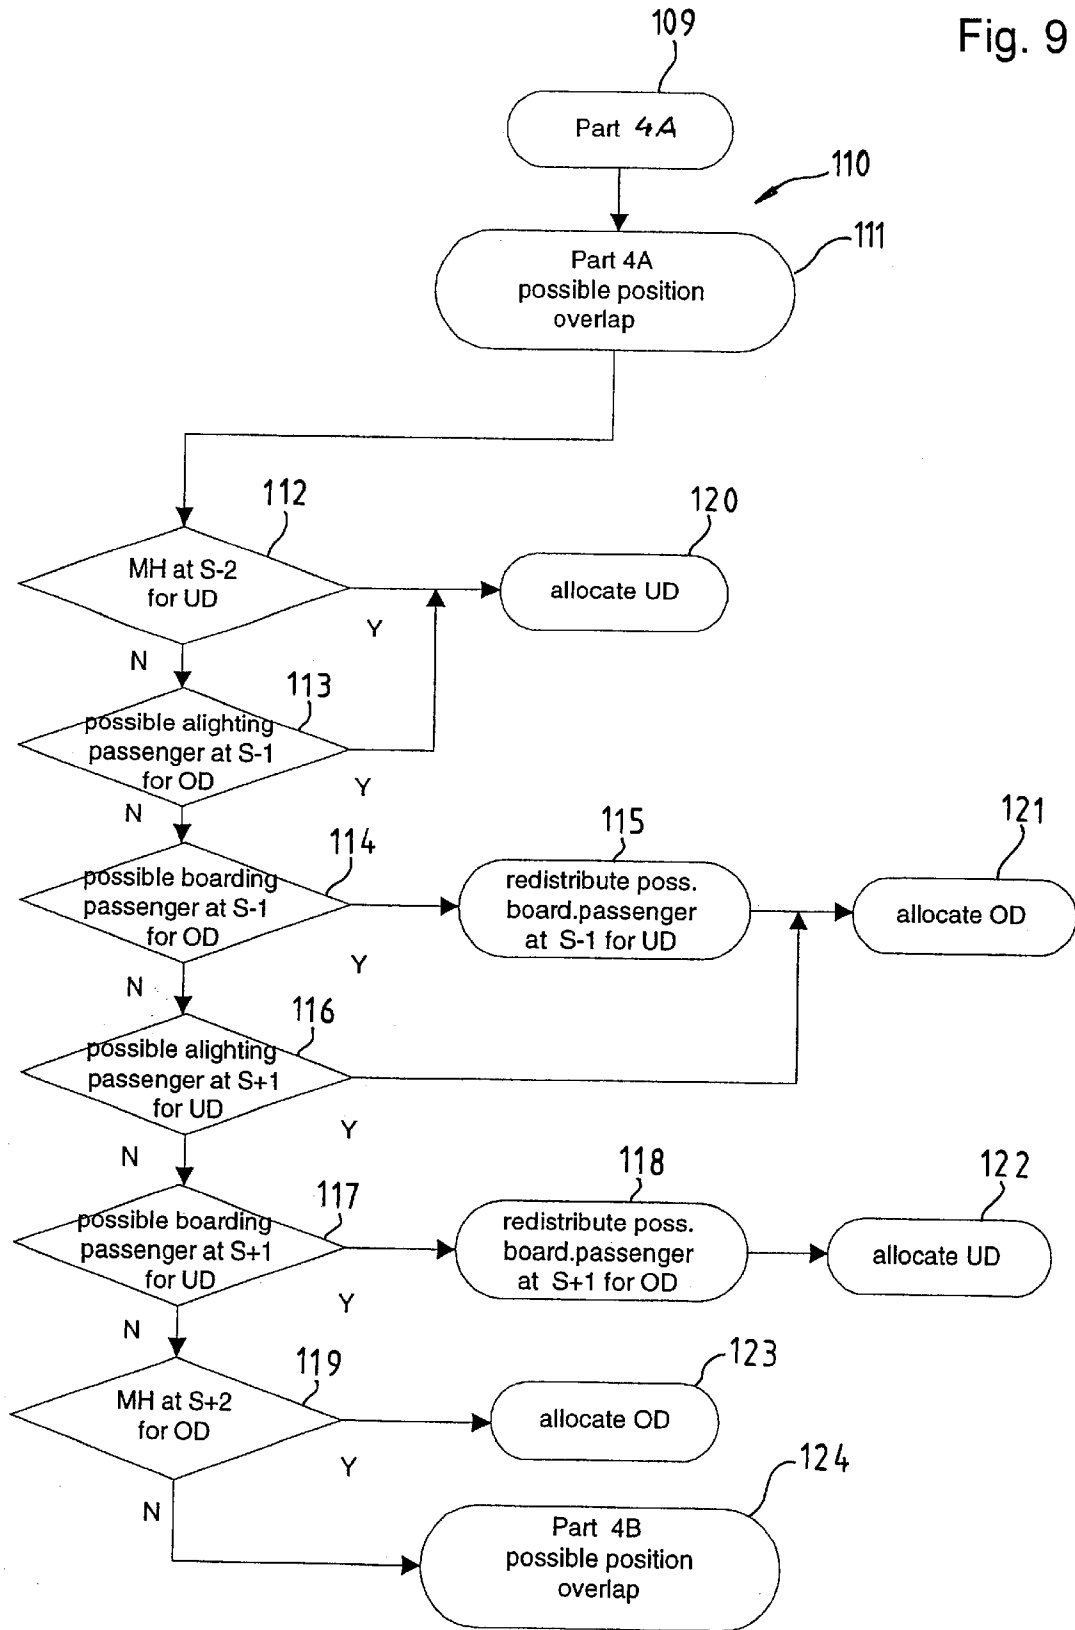 109
Fig. 9
Part 4A
110
111
Part 4A
possible position
overlap
112
120
MH at S-2
for UD
allocate UD
Y
N
113
possible alighting
passenger at S-1
for OD
Y
N
114
115
121
possible boarding
passenger at S-1
for OD
redistribute poss.
board.passenger
at S-1 for UD
allocate OD
Y
N
116
possible alighting
passenger at S+1
for UD
Y
N
117
118
122
possible boarding
passenger at S+1
for UD
redistribute poss.
board.passenger
at S+1 for OD
allocate UD
Y
N
119
123
MH at S+2
for OD
allocate OD
Y
124
N
Part 4B
possible position
overlap